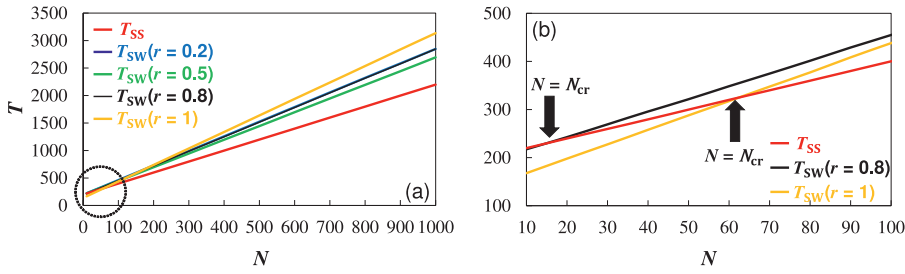 3500
3000
2500
2000
1500
1000
500
0
T
T_SS
T_SW(r = 0.2)
T_SW(r = 0.5)
T_SW(r = 0.8)
T_SW(r = 1)
(a)
0 100 200 300 400 500 600 700 800 900 1000
N
500
400
300
200
100
(b)
N = N_cr
N = N_cr
T_SS
T_SW(r = 0.8)
T_SW(r = 1)
10 20 30 40 50 60 70 80 90 100
N